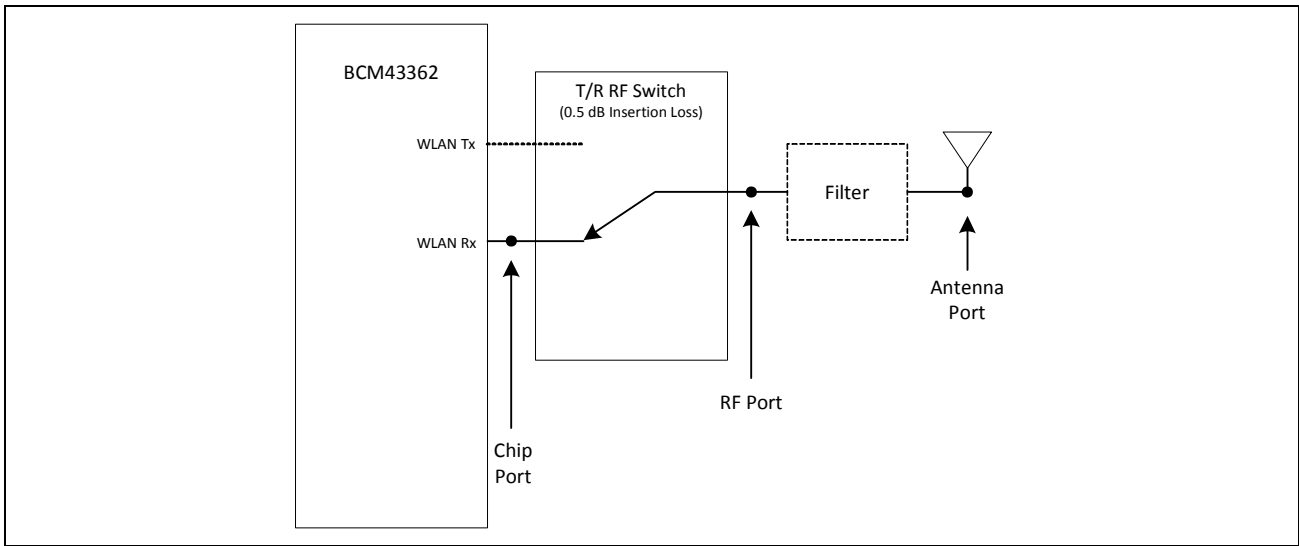 BCM43362
T/R RF Switch
(0.5 dB Insertion Loss)
WLAN Tx
Filter
WLAN Rx
Antenna
Port
RF Port
Chip
Port